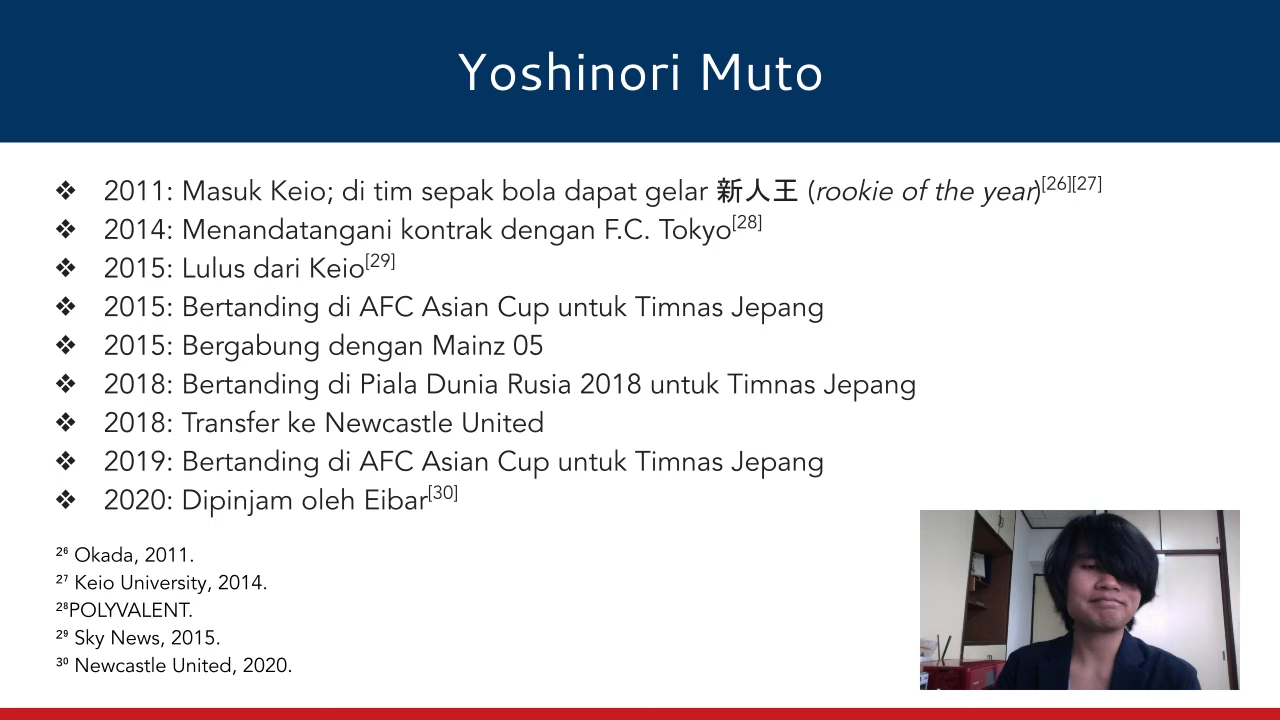 Yoshinori Muto
❖ 2011: Masuk Keio; di tim sepak bola dapat gelar 新人王 (rookie of the year)[26][27]
❖ 2014: Menandatangani kontrak dengan F.C. Tokyo[28]
❖ 2015: Lulus dari Keio[29]
❖ 2015: Bertanding di AFC Asian Cup untuk Timnas Jepang
❖ 2015: Bergabung dengan Mainz 05
❖ 2018: Bertanding di Piala Dunia Rusia 2018 untuk Timnas Jepang
❖ 2018: Transfer ke Newcastle United
❖ 2019: Bertanding di AFC Asian Cup untuk Timnas Jepang
❖ 2020: Dipinjam oleh Eibar[30]
²⁶ Okada, 2011.
²⁷ Keio University, 2014.
²⁸POLYVALENT.
²⁹ Sky News, 2015.
³⁰ Newcastle United, 2020.